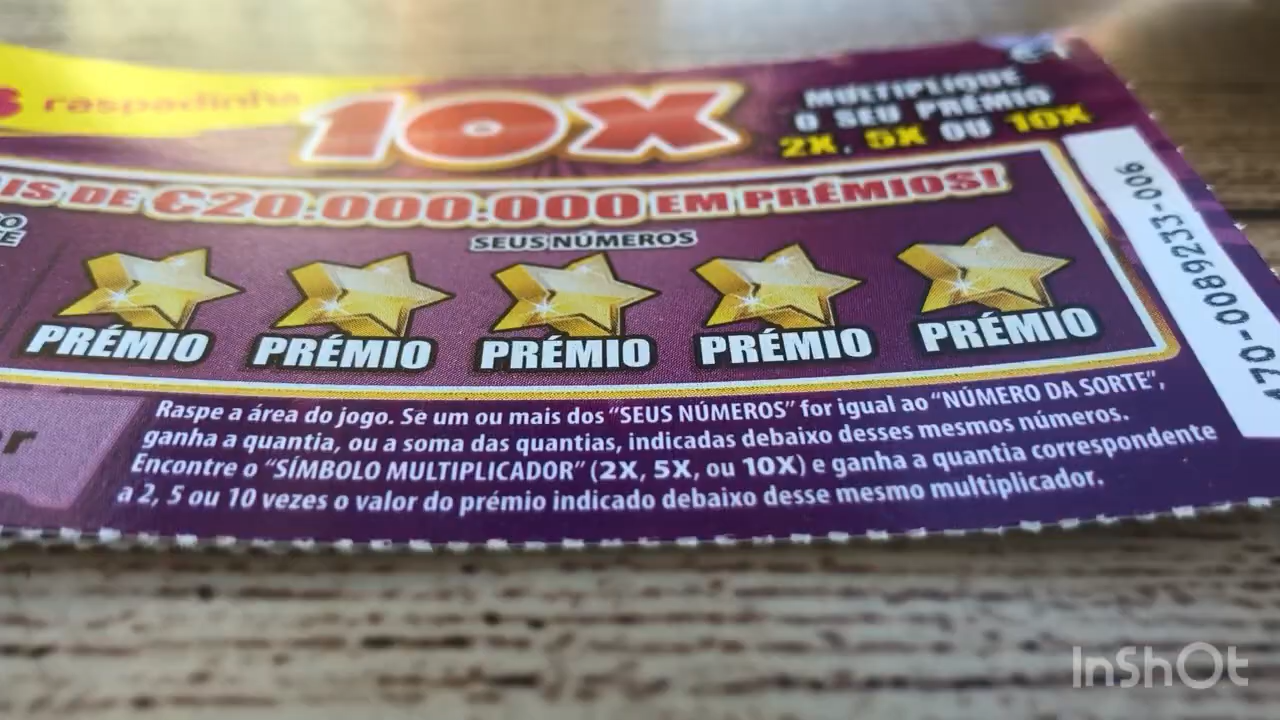 raspadinha
10X
MULTIPLIQUE
O SEU PRÉMIO
2X, 5X OU 10X
IS DE €20.000.000 EM PRÉMIOS!
SEUS NÚMEROS
PRÉMIO PRÉMIO PRÉMIO PRÉMIO PRÉMIO
170-0089233-006
Raspe a área do jogo. Se um ou mais dos “SEUS NÚMEROS” for igual ao “NÚMERO DA SORTE”,
ganha a quantia, ou a soma das quantias, indicadas debaixo desses mesmos números.
Encontre o “SÍMBOLO MULTIPLICADOR” (2X, 5X, ou 10X) e ganha a quantia correspondente
a 2, 5 ou 10 vezes o valor do prémio indicado debaixo desse mesmo multiplicador.
InShOt